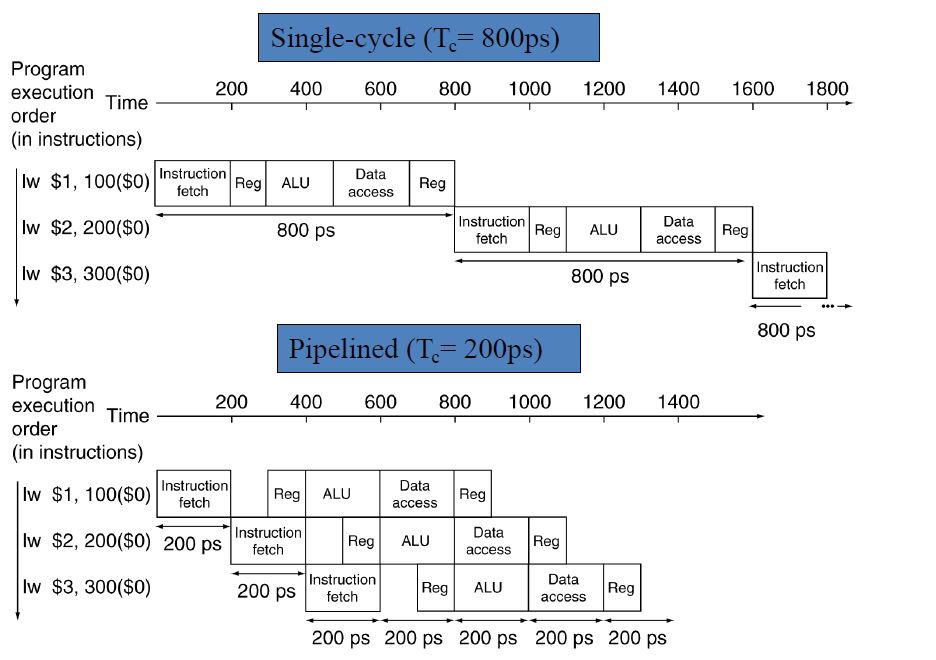 Single-cycle (Tc= 800ps)
Program
execution
order
(in instructions)
Time
200 400 600 800 1000 1200 1400 1600 1800
lw $1, 100($0)
Instruction fetch
Reg
ALU
Data access
Reg
800 ps
lw $2, 200($0)
Instruction fetch
Reg
ALU
Data access
Reg
800 ps
lw $3, 300($0)
Instruction fetch
...
800 ps
Pipelined (Tc= 200ps)
Program
execution
order
(in instructions)
Time
200 400 600 800 1000 1200 1400
lw $1, 100($0)
Instruction fetch
Reg
ALU
Data access
Reg
200 ps
lw $2, 200($0)
Instruction fetch
Reg
ALU
Data access
Reg
200 ps
lw $3, 300($0)
Instruction fetch
Reg
ALU
Data access
Reg
200 ps 200 ps 200 ps 200 ps 200 ps